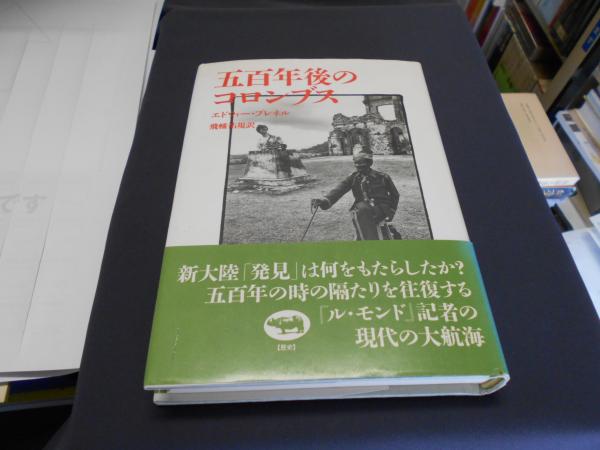 五百年後の
コロンブス
エドウィー・プレネル
飛幡祐規訳
新大陸「発見」は何をもたらしたか?
五百年の時の隔たりを往復する
『ル・モンド』記者の
現代の大航海
【歴史】
です